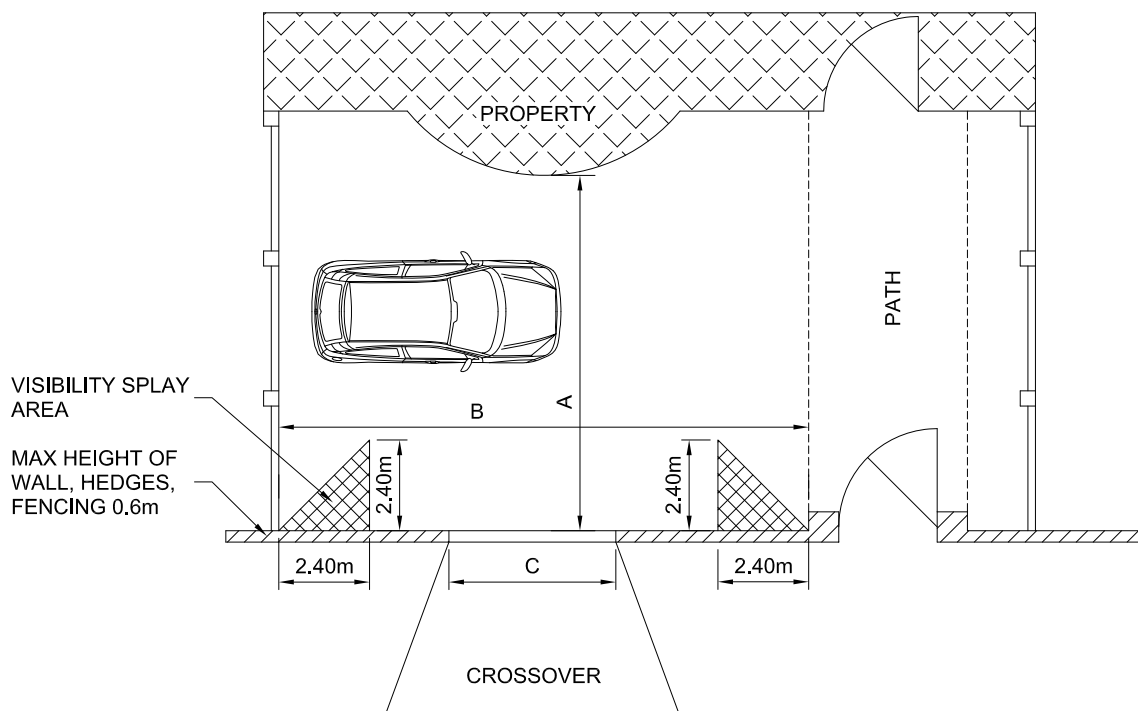 PROPERTY
PATH
A
B
VISIBILITY SPLAY
AREA
MAX HEIGHT OF
WALL, HEDGES,
FENCING 0.6m
2.40m
2.40m
2.40m
C
2.40m
CROSSOVER